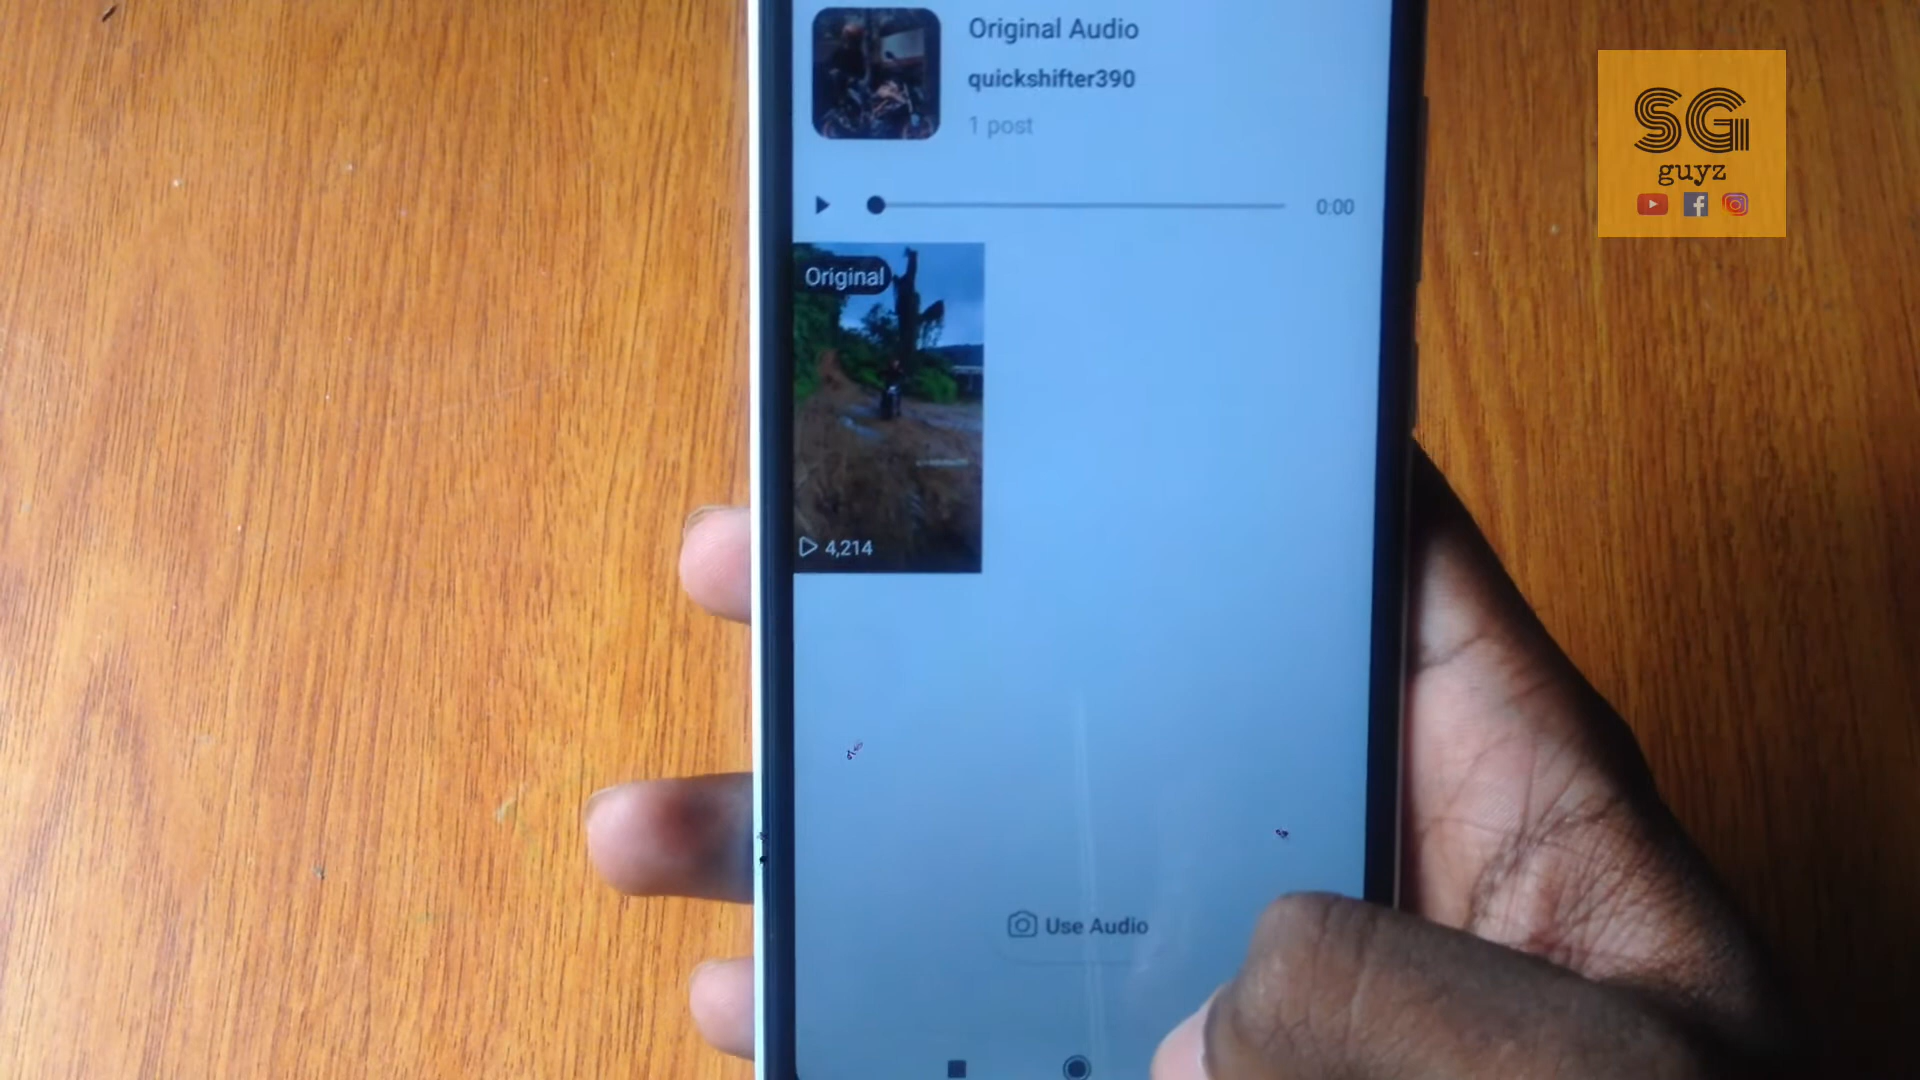 Original Audio
quickshifter390
1 post
0:00
Original
4,214
Use Audio
SG
guyz